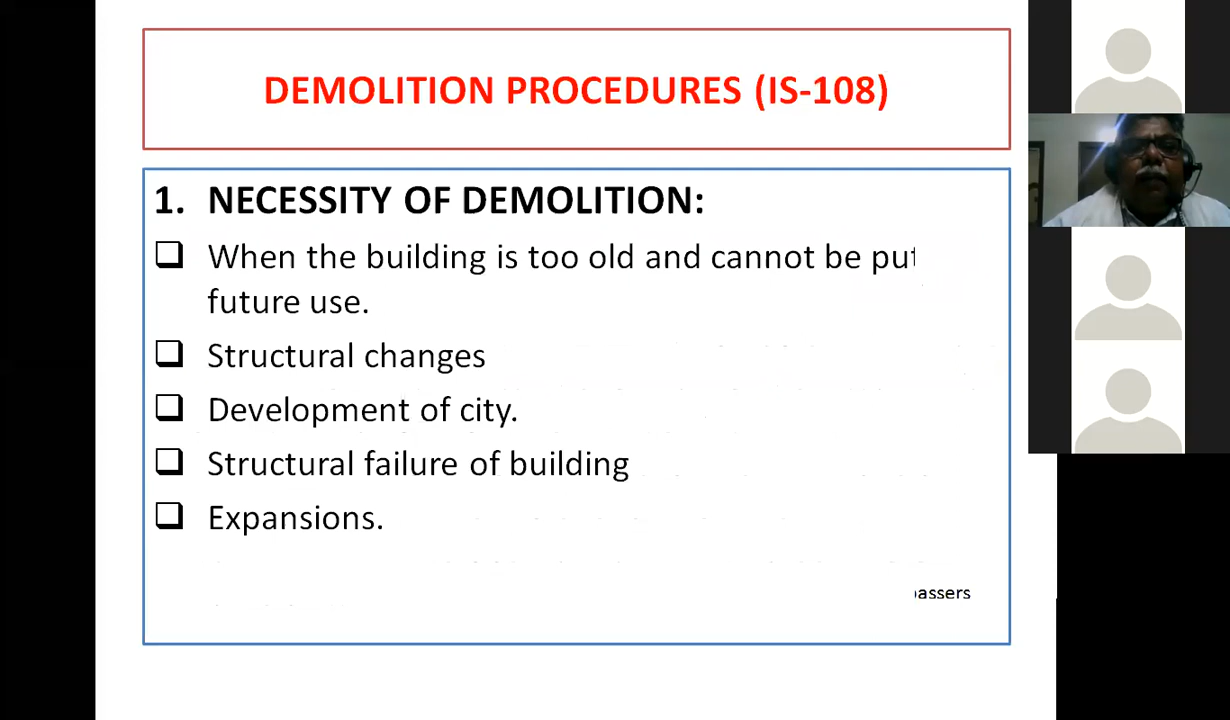 DEMOLITION PROCEDURES (IS-108)
1. NECESSITY OF DEMOLITION:
When the building is too old and cannot be put
future use.
Structural changes
Development of city.
Structural failure of building
Expansions.